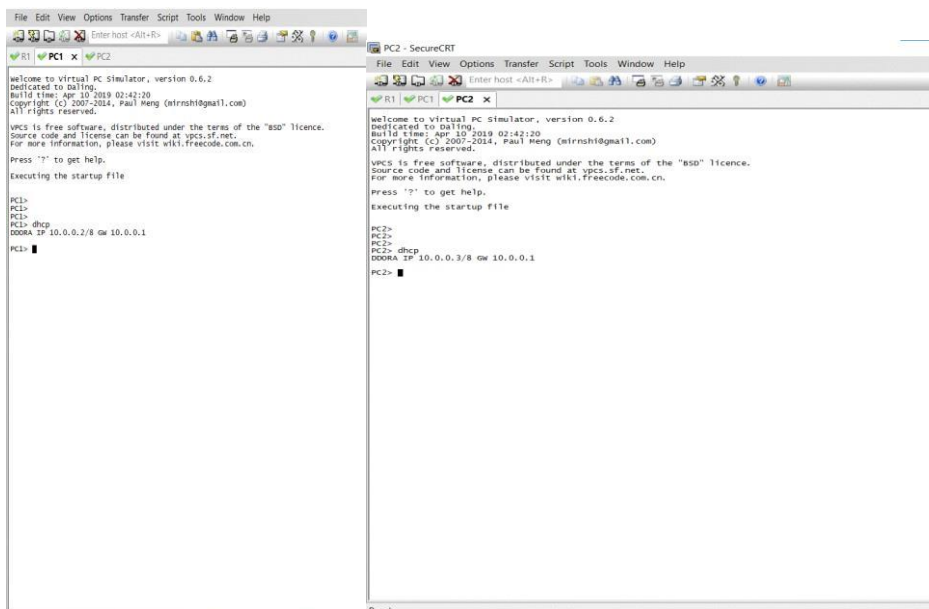 File Edit View Options Transfer Script Tools Window Help
Enter host <Alt+R>
R1 PC1 x PC2
Welcome to Virtual PC Simulator, version 0.6.2
Dedicated to Daling.
Build time: Apr 10 2019 02:42:20
Copyright (c) 2007-2014, Paul Meng (mirnshi@gmail.com)
All rights reserved.
VPCS is free software, distributed under the terms of the "BSD" licence.
Source code and license can be found at vpcs.sf.net.
For more information, please visit wiki.freecode.com.cn.
Press '?' to get help.
Executing the startup file
PC1>
PC1>
PC1>
PC1> dhcp
DDORA IP 10.0.0.2/8 GW 10.0.0.1
PC1>
PC2 - SecureCRT
File Edit View Options Transfer Script Tools Window Help
Enter host <Alt+R>
R1 PC1 PC2 x
Welcome to Virtual PC Simulator, version 0.6.2
Dedicated to Daling.
Build time: Apr 10 2019 02:42:20
Copyright (c) 2007-2014, Paul Meng (mirnshi@gmail.com)
All rights reserved.
VPCS is free software, distributed under the terms of the "BSD" licence.
Source code and license can be found at vpcs.sf.net.
For more information, please visit wiki.freecode.com.cn.
Press '?' to get help.
Executing the startup file
PC2>
PC2>
PC2>
PC2> dhcp
DDORA IP 10.0.0.3/8 GW 10.0.0.1
PC2>